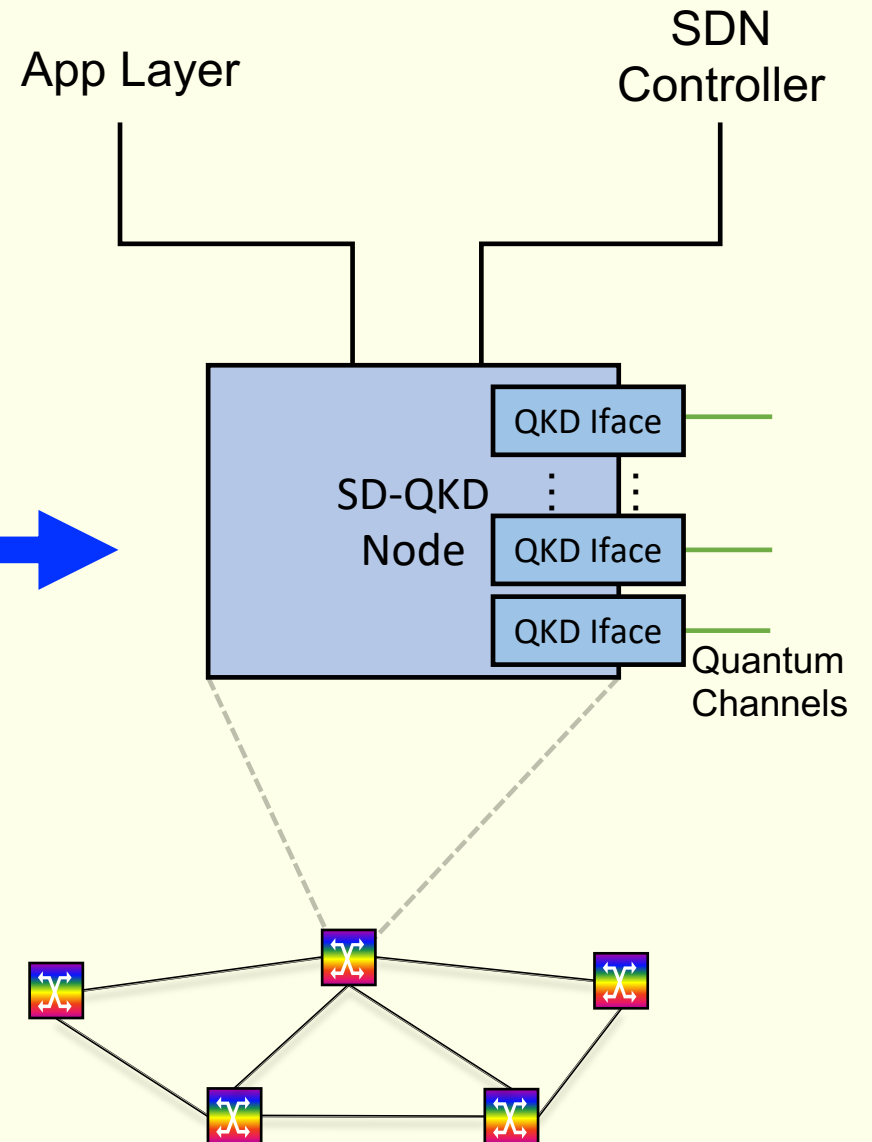 App Layer
SDN
Controller
QKD Iface
SD-QKD
Node
QKD Iface
QKD Iface
Quantum
Channels